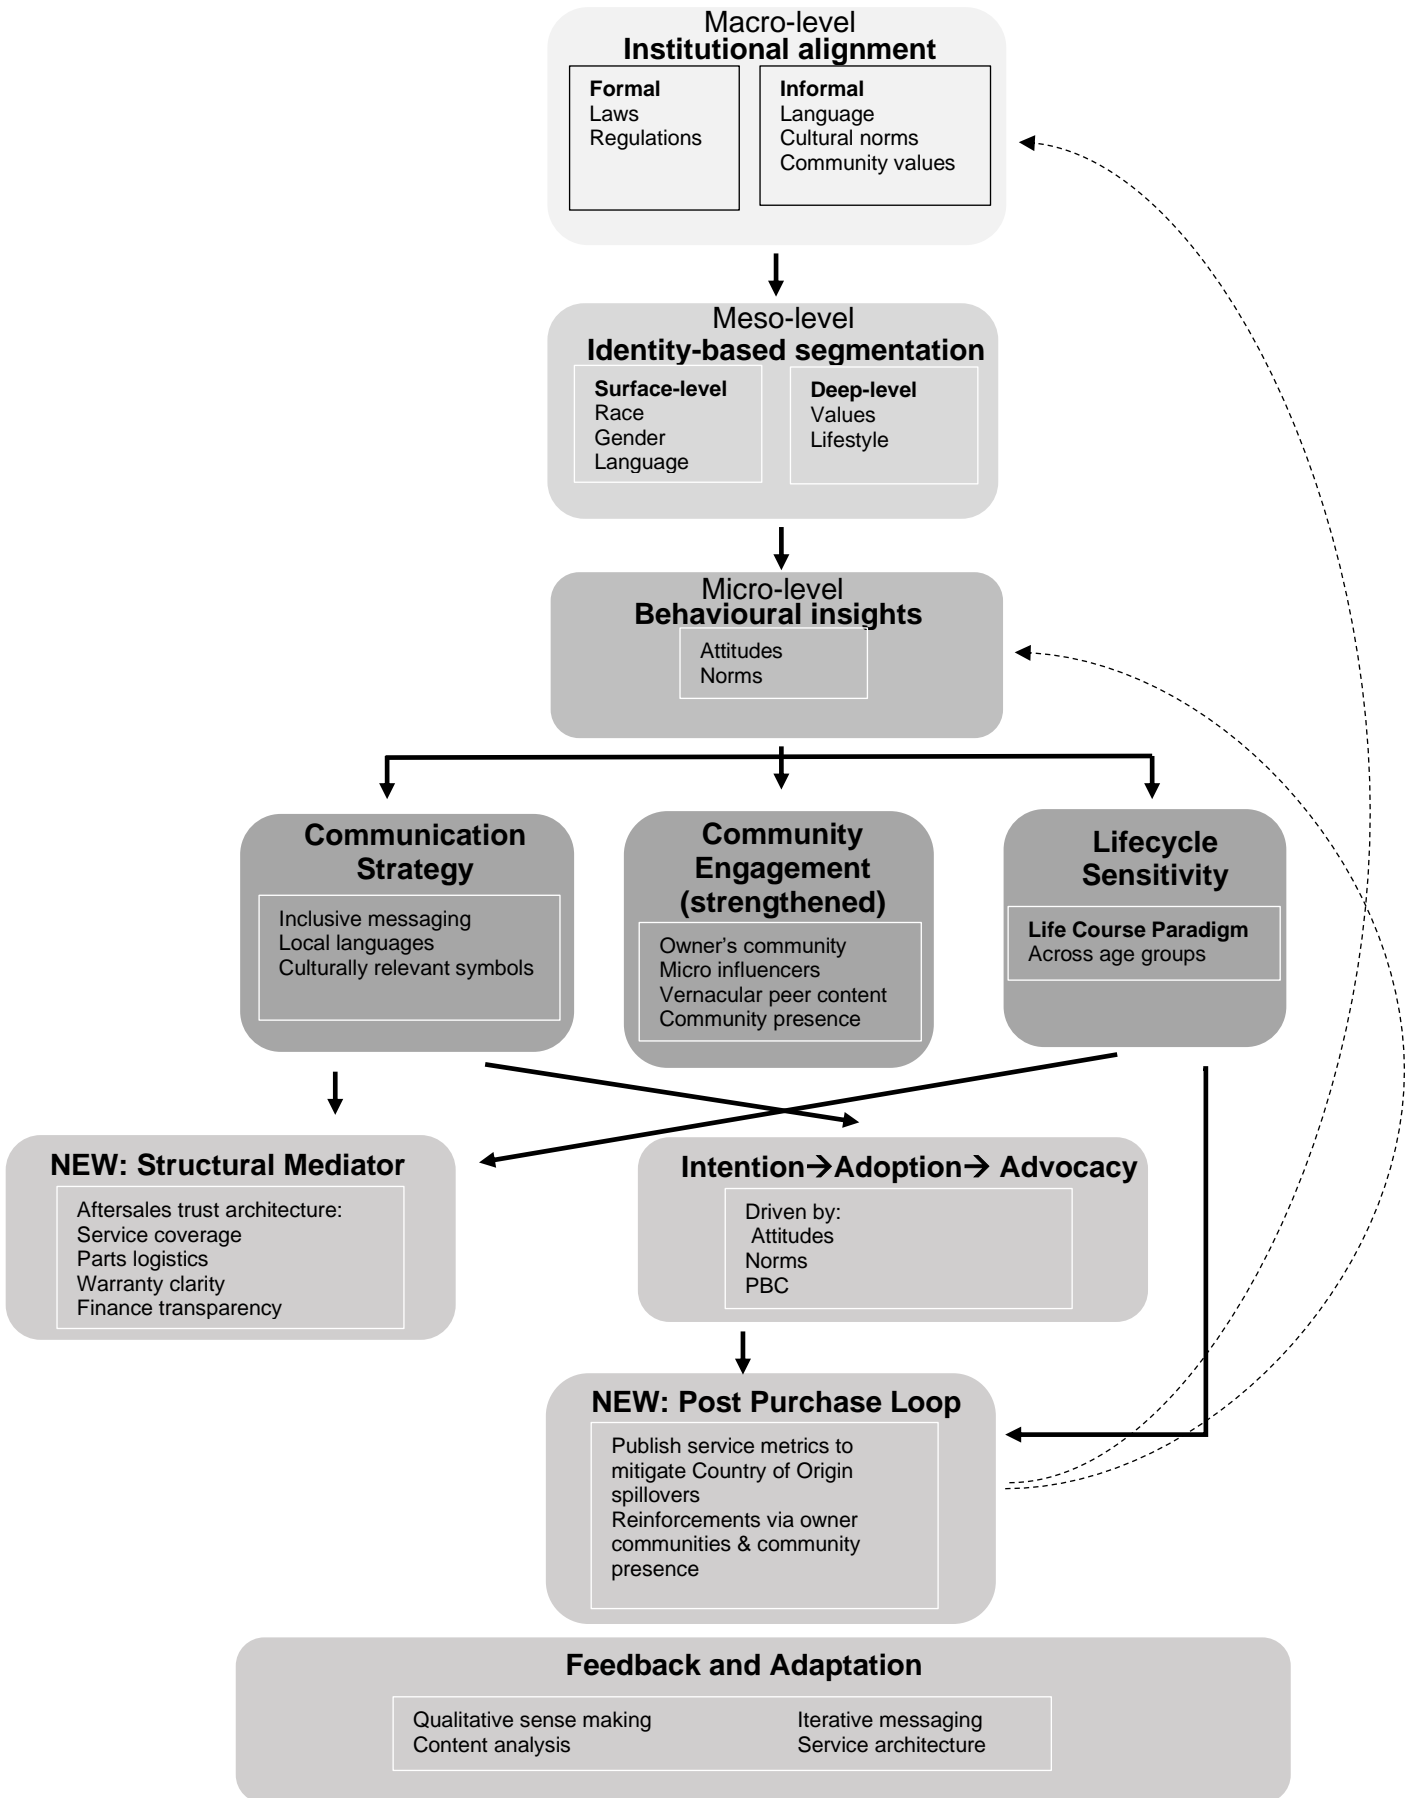 Macro-level
Institutional alignment
Formal
Laws
Regulations
Informal
Language
Cultural norms
Community values
Meso-level
Identity-based segmentation
Surface-level
Race
Gender
Language
Deep-level
Values
Lifestyle
Micro-level
Behavioural insights
Attitudes
Norms
Communication
Strategy
Inclusive messaging
Local languages
Culturally relevant symbols
Community
Engagement
(strengthened)
Owner's community
Micro influencers
Vernacular peer content
Community presence
Lifecycle
Sensitivity
Life Course Paradigm
Across age groups
NEW: Structural Mediator
Aftersales trust architecture:
Service coverage
Parts logistics
Warranty clarity
Finance transparency
Intention→Adoption→ Advocacy
Driven by:
Attitudes
Norms
PBC
NEW: Post Purchase Loop
Publish service metrics to
mitigate Country of Origin
spillovers
Reinforcements via owner
communities & community
presence
Feedback and Adaptation
Qualitative sense making
Content analysis
Iterative messaging
Service architecture